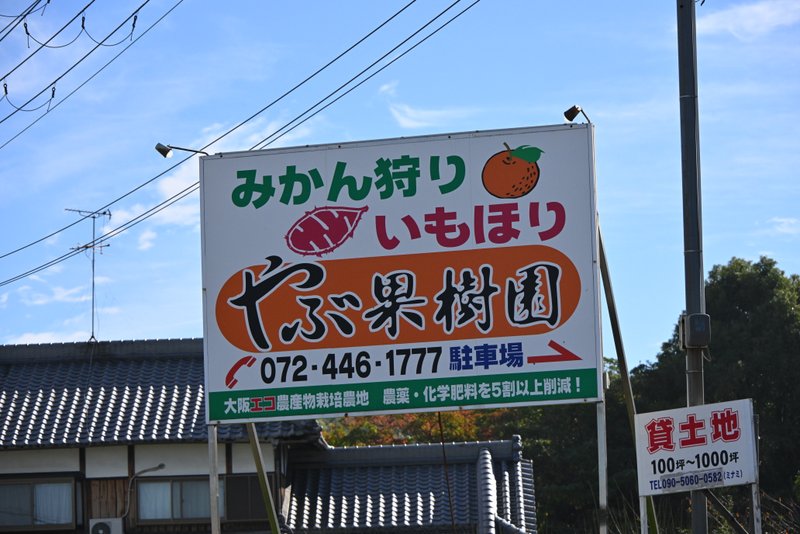 みかん狩り
いもほり
やぶ果樹園
072-446-1777 駐車場
大阪エコ農産物栽培農地 農薬・化学肥料を5割以上削減！
貸土地
100坪～1000坪
TEL090-5060-0582(ミナミ)